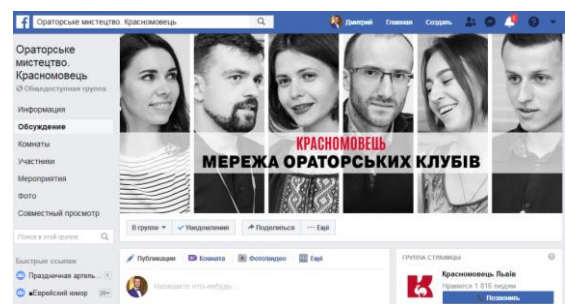 Ораторське мистецтво. Красномовець
Дмитрий Главная Создать
Ораторське
мистецтво.
Красномовець
Общедоступная группа
Информация
Обсуждение
Комнаты
Участники
Мероприятия
Фото
Совместный просмотр
Поиск в этой группе
Быстрые ссылки
Праздничная артель... 1
Еврейский юмор 20+
КРАСНОМОВЕЦЬ
МЕРЕЖА ОРАТОРСЬКИХ КЛУБІВ
В группе Уведомления Поделиться Ещё
Публикация Комната Фото/видео Ещё
Напишите что-нибудь...
ГРУППА СТРАНИЦЫ
Красномовець Львів
Нравится 1 816 людям
Позвонить